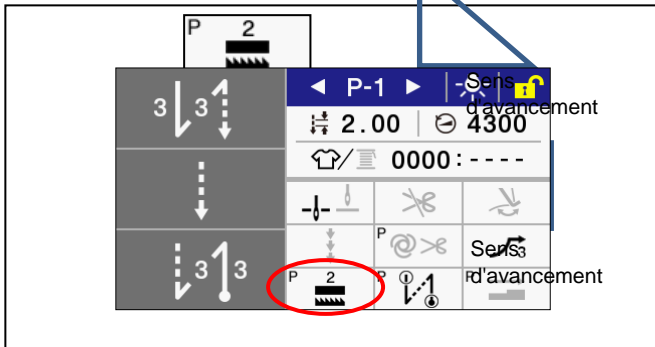 P 2
◄ P-1 ►
Sens
d'avancement
3 3
2.00 4300
/ 0000:----
P
Sens
3
d'avancement
3 3
P 2
P
P